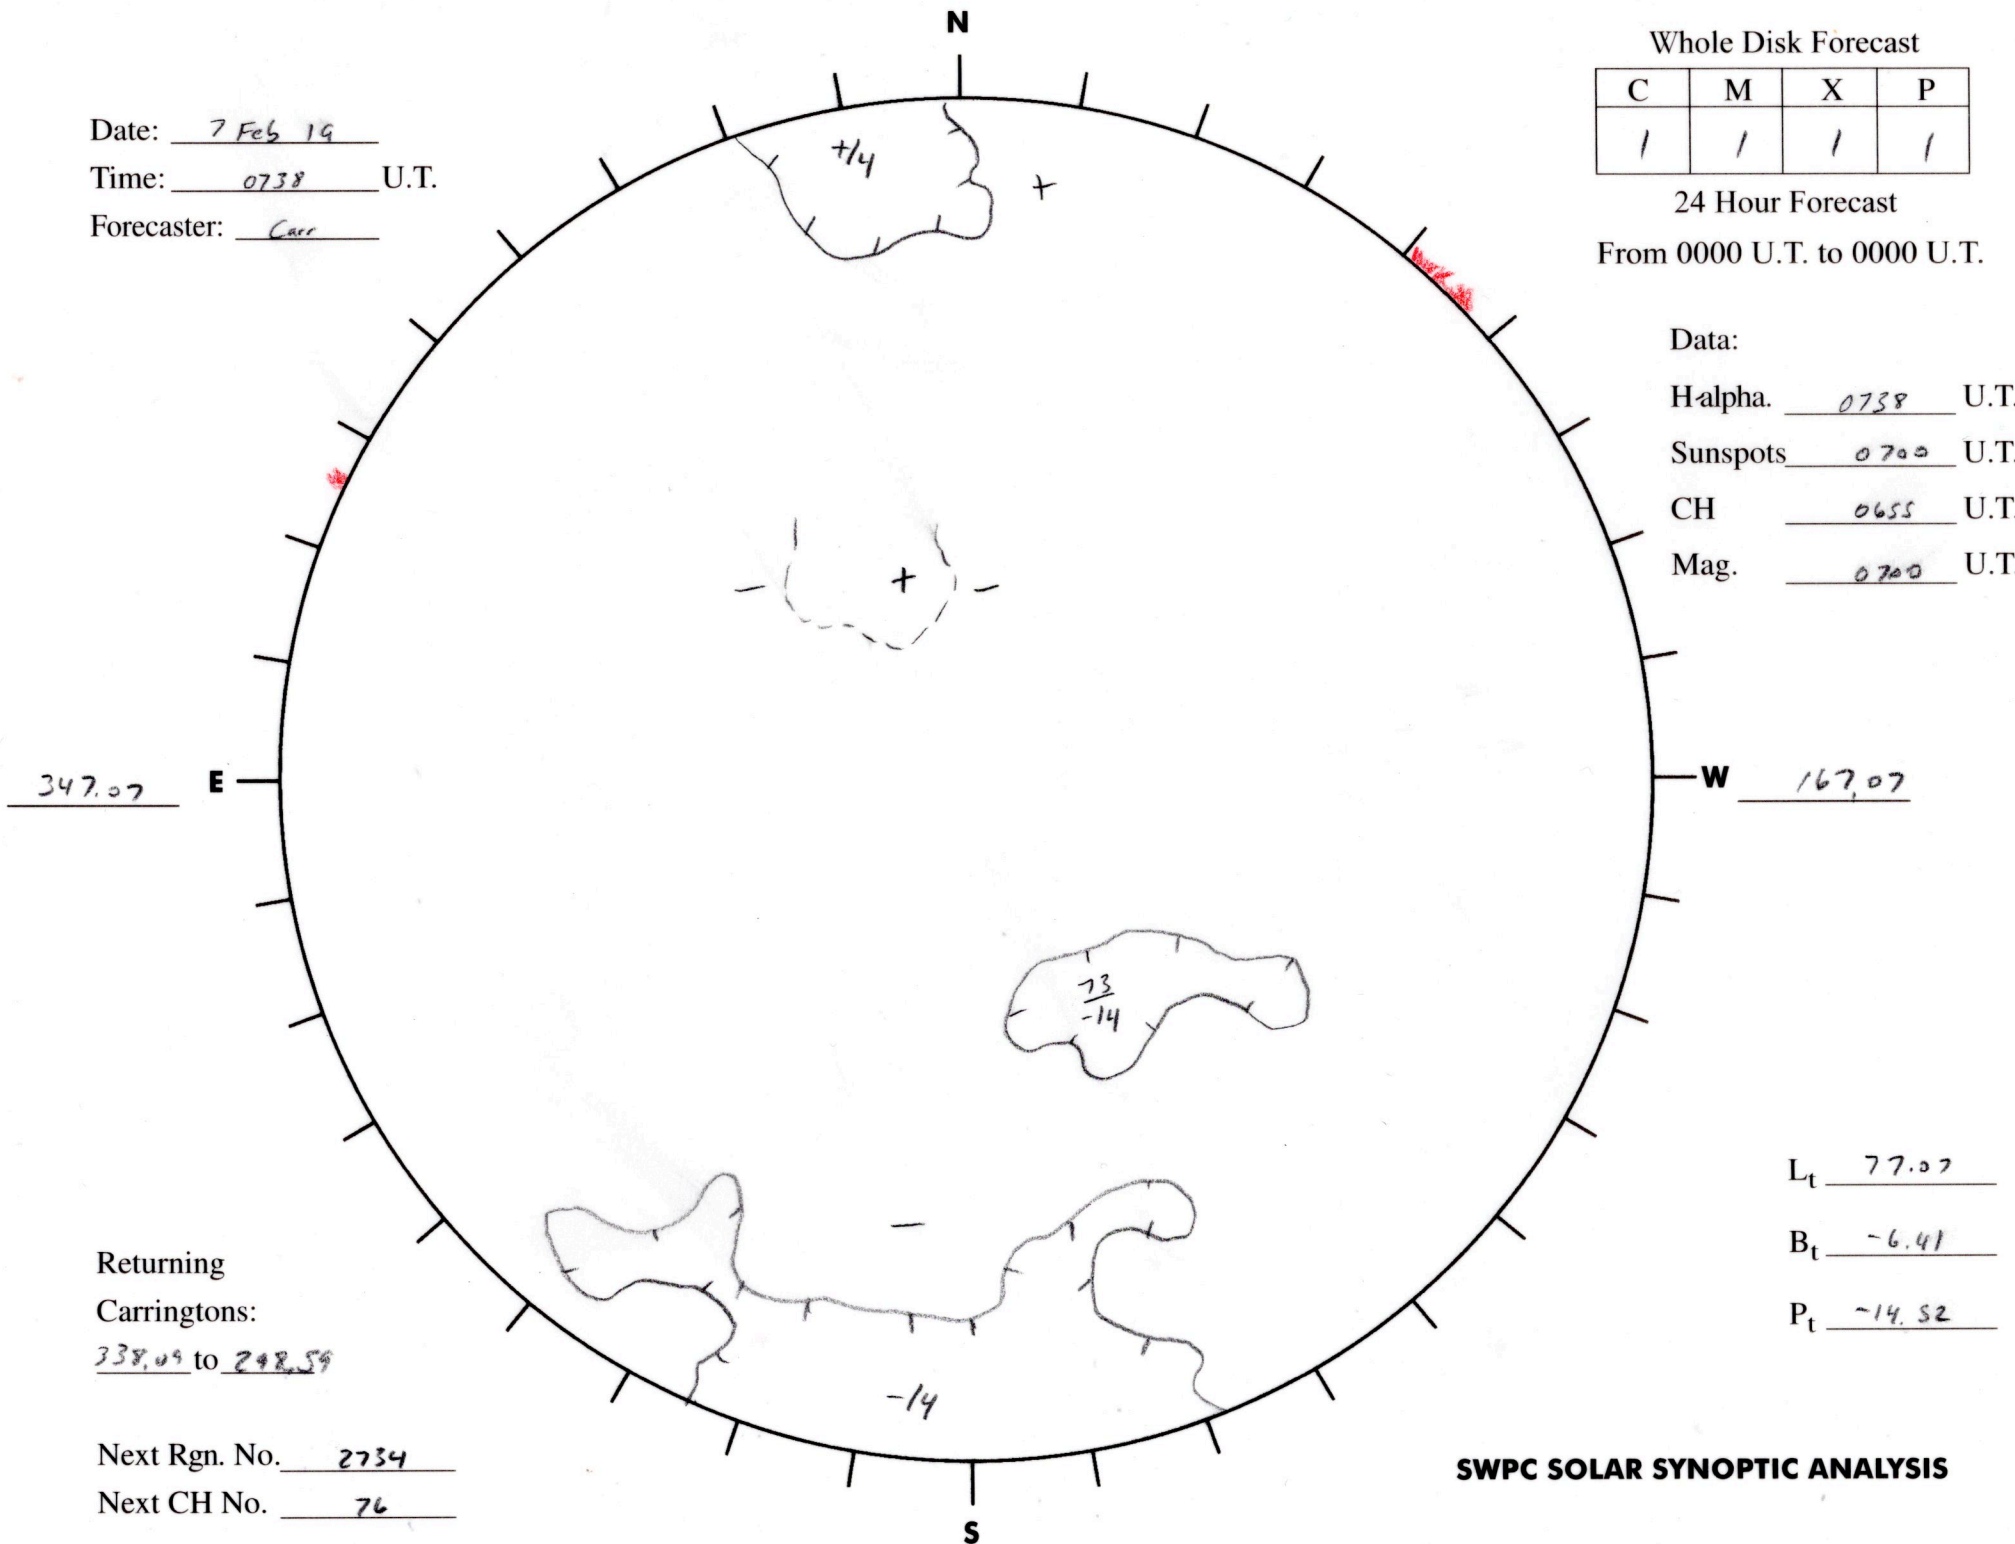 N
Whole Disk Forecast
C M X P
1 1 1 1
24 Hour Forecast
From 0000 U.T. to 0000 U.T.
Date: 7 Feb 19
Time: 0738 U.T.
Forecaster: Carr
+/4
+
Data:
H-alpha. 0738 U.T.
Sunspots 0700 U.T.
CH 0655 U.T.
Mag. 0700 U.T.
− + −
347.07 E
W 167.07
73
-14
Lt 77.07
Bt -6.41
Pt -14.52
−
-/4
Returning
Carringtons:
338.09 to 298.59
Next Rgn. No. 2734
Next CH No. 76
SWPC SOLAR SYNOPTIC ANALYSIS
S